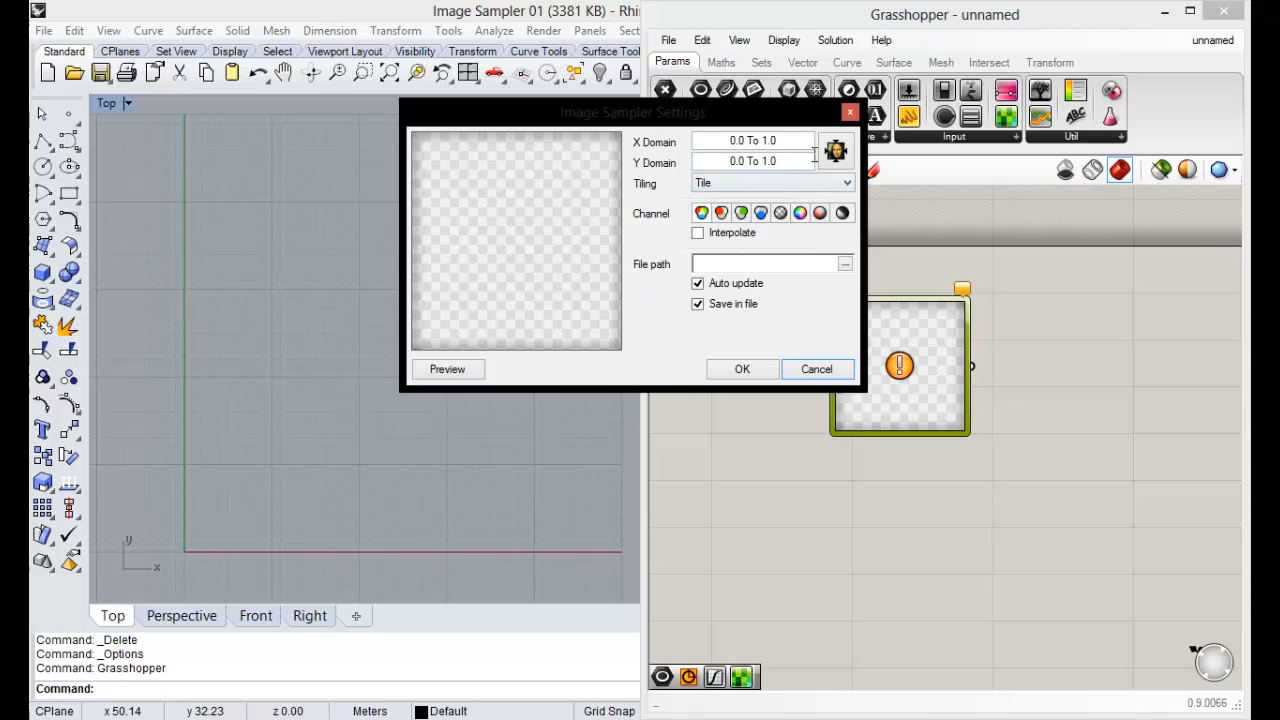 Image Sampler 01 (3381 KB) - Rhi
Grasshopper - unnamed
File Edit View Curve Surface Solid Mesh Dimension Transform Tools Analyze Render Panels Sect
File Edit View Display Solution Help
unnamed
Standard CPlanes Set View Display Select Viewport Layout Visibility Transform Curve Tools Surface Tool
Params Maths Sets Vector Curve Surface Mesh Intersect Transform
Input
Util
Top
Image Sampler Settings
X Domain 0.0 To 1.0
Y Domain 0.0 To 1.0
Tiling Tile
Channel
Interpolate
File path
...
Auto update
Save in file
Preview
OK
Cancel
y
x
Top Perspective Front Right
Command: _Delete
Command: _Options
Command: Grasshopper
Command:
CPlane x 50.14 y 32.23 z 0.00 Meters Default Grid Snap
0.9.0066